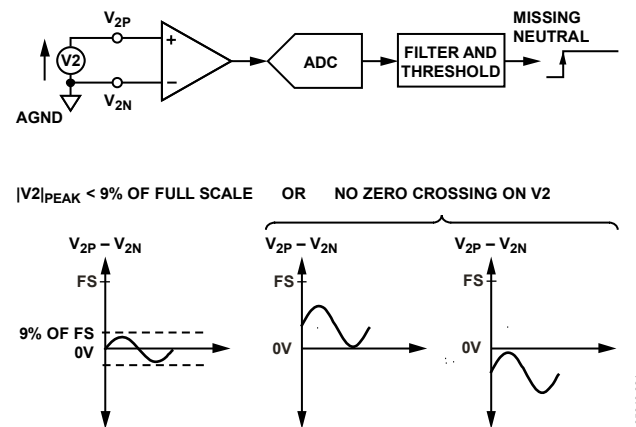 V2P
V2
V2N
AGND
+
−
ADC
FILTER AND
THRESHOLD
MISSING
NEUTRAL
|V2|PEAK < 9% OF FULL SCALE OR NO ZERO CROSSING ON V2
V2P – V2N
FS
9% OF FS
0V
V2P – V2N
FS
0V
V2P – V2N
FS
0V